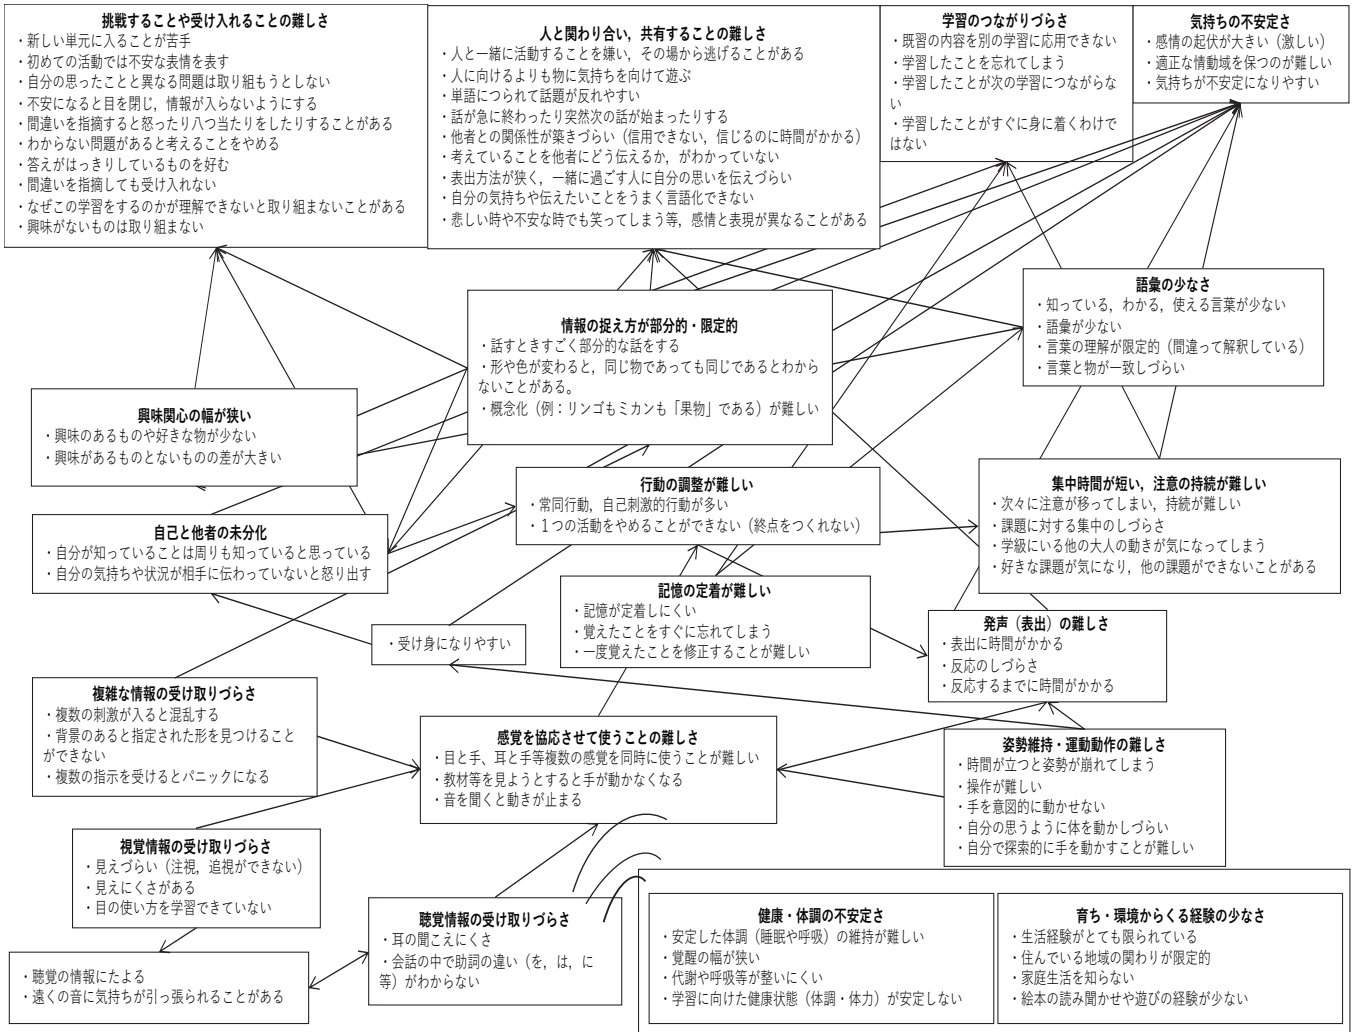 挑戦することや受け入れることの難しさ
・新しい単元に入ることが苦手
・初めての活動では不安な表情を表す
・自分の思ったことと異なる問題は取り組もうとしない
・不安になると目を閉じ，情報が入らないようにする
・間違いを指摘すると怒ったり八つ当たりをしたりすることがある
・わからない問題があると考えることをやめる
・答えがはっきりしているものを好む
・間違いを指摘しても受け入れない
・なぜこの学習をするのかが理解できないと取り組まないことがある
・興味がないものは取り組まない
人と関わり合い，共有することの難しさ
・人と一緒に活動することを嫌い，その場から逃げることがある
・人に向けるよりも物に気持ちを向けて遊ぶ
・単語につられて話題が反れやすい
・話が急に終わったり突然次の話が始まったりする
・他者との関係性が築きづらい（信用できない，信じるのに時間がかかる）
・考えていることを他者にどう伝えるか，がわかっていない
・表出方法が狭く，一緒に過ごす人に自分の思いを伝えづらい
・自分の気持ちや伝えたいことをうまく言語化できない
・悲しい時や不安な時でも笑ってしまう等，感情と表現が異なることがある
学習のつながりづらさ
・既習の内容を別の学習に応用できない
・学習したことを忘れてしまう
・学習したことが次の学習につながらな
い
・学習したことがすぐに身に着くわけで
はない
気持ちの不安定さ
・感情の起伏が大きい（激しい）
・適正な情動域を保つのが難しい
・気持ちが不安定になりやすい
語彙の少なさ
・知っている，わかる，使える言葉が少ない
・語彙が少ない
・言葉の理解が限定的（間違って解釈している）
・言葉と物が一致しづらい
情報の捉え方が部分的・限定的
・話すときすごく部分的な話をする
・形や色が変わると，同じ物であっても同じであるとわから
ないことがある。
・概念化（例：リンゴもミカンも「果物」である）が難しい
興味関心の幅が狭い
・興味のあるものや好きな物が少ない
・興味があるものとないものの差が大きい
行動の調整が難しい
・常同行動，自己刺激的行動が多い
・１つの活動をやめることができない（終点をつくれない）
集中時間が短い，注意の持続が難しい
・次々に注意が移ってしまい，持続が難しい
・課題に対する集中のしづらさ
・学級にいる他の大人の動きが気になってしまう
・好きな課題が気になり，他の課題ができないことがある
自己と他者の未分化
・自分が知っていることは周りも知っていると思っている
・自分の気持ちや状況が相手に伝わっていないと怒り出す
記憶の定着が難しい
・記憶が定着しにくい
・覚えたことをすぐに忘れてしまう
・一度覚えたことを修正することが難しい
・受け身になりやすい
発声（表出）の難しさ
・表出に時間がかかる
・反応のしづらさ
・反応するまでに時間がかかる
複雑な情報の受け取りづらさ
・複数の刺激が入ると混乱する
・背景のあると指定された形を見つけること
ができない
・複数の指示を受けるとパニックになる
感覚を協応させて使うことの難しさ
・目と手、耳と手等複数の感覚を同時に使うことが難しい
・教材等を見ようとすると手が動かなくなる
・音を聞くと動きが止まる
姿勢維持・運動動作の難しさ
・時間が立つと姿勢が崩れてしまう
・操作が難しい
・手を意図的に動かせない
・自分の思うように体を動かしづらい
・自分で探索的に手を動かすことが難しい
視覚情報の受け取りづらさ
・見えづらい（注視，追視ができない）
・見えにくさがある
・目の使い方を学習できていない
聴覚情報の受け取りづらさ
・耳の聞こえにくさ
・会話の中で助詞の違い（を，は，に
等）がわからない
・聴覚の情報にたよる
・遠くの音に気持ちが引っ張られることがある
健康・体調の不安定さ
・安定した体調（睡眠や呼吸）の維持が難しい
・覚醒の幅が狭い
・代謝や呼吸等が整いにくい
・学習に向けた健康状態（体調・体力）が安定しない
育ち・環境からくる経験の少なさ
・生活経験がとても限られている
・住んでいる地域の関わりが限定的
・家庭生活を知らない
・絵本の読み聞かせや遊びの経験が少ない